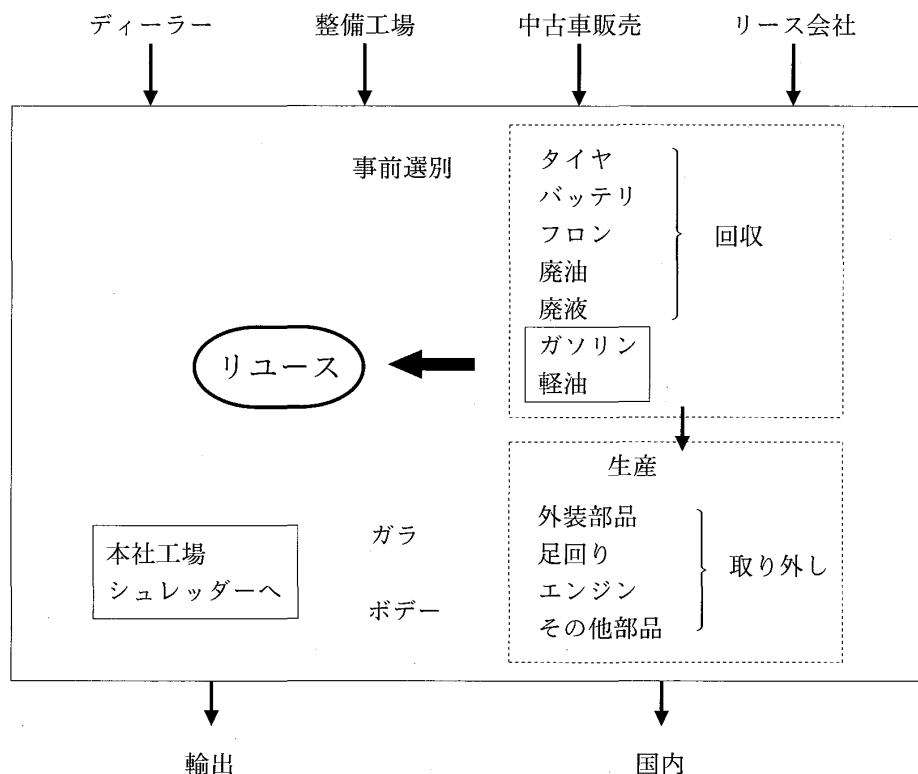 ディーラー
整備工場
中古車販売
リース会社
事前選別
タイヤ
バッテリ
フロン
廃油
廃液
回収
ガソリン
軽油
リユース
生産
外装部品
足回り
エンジン
その他部品
取り外し
ガラ
ボデー
本社工場
シュレッダーへ
輸出
国内